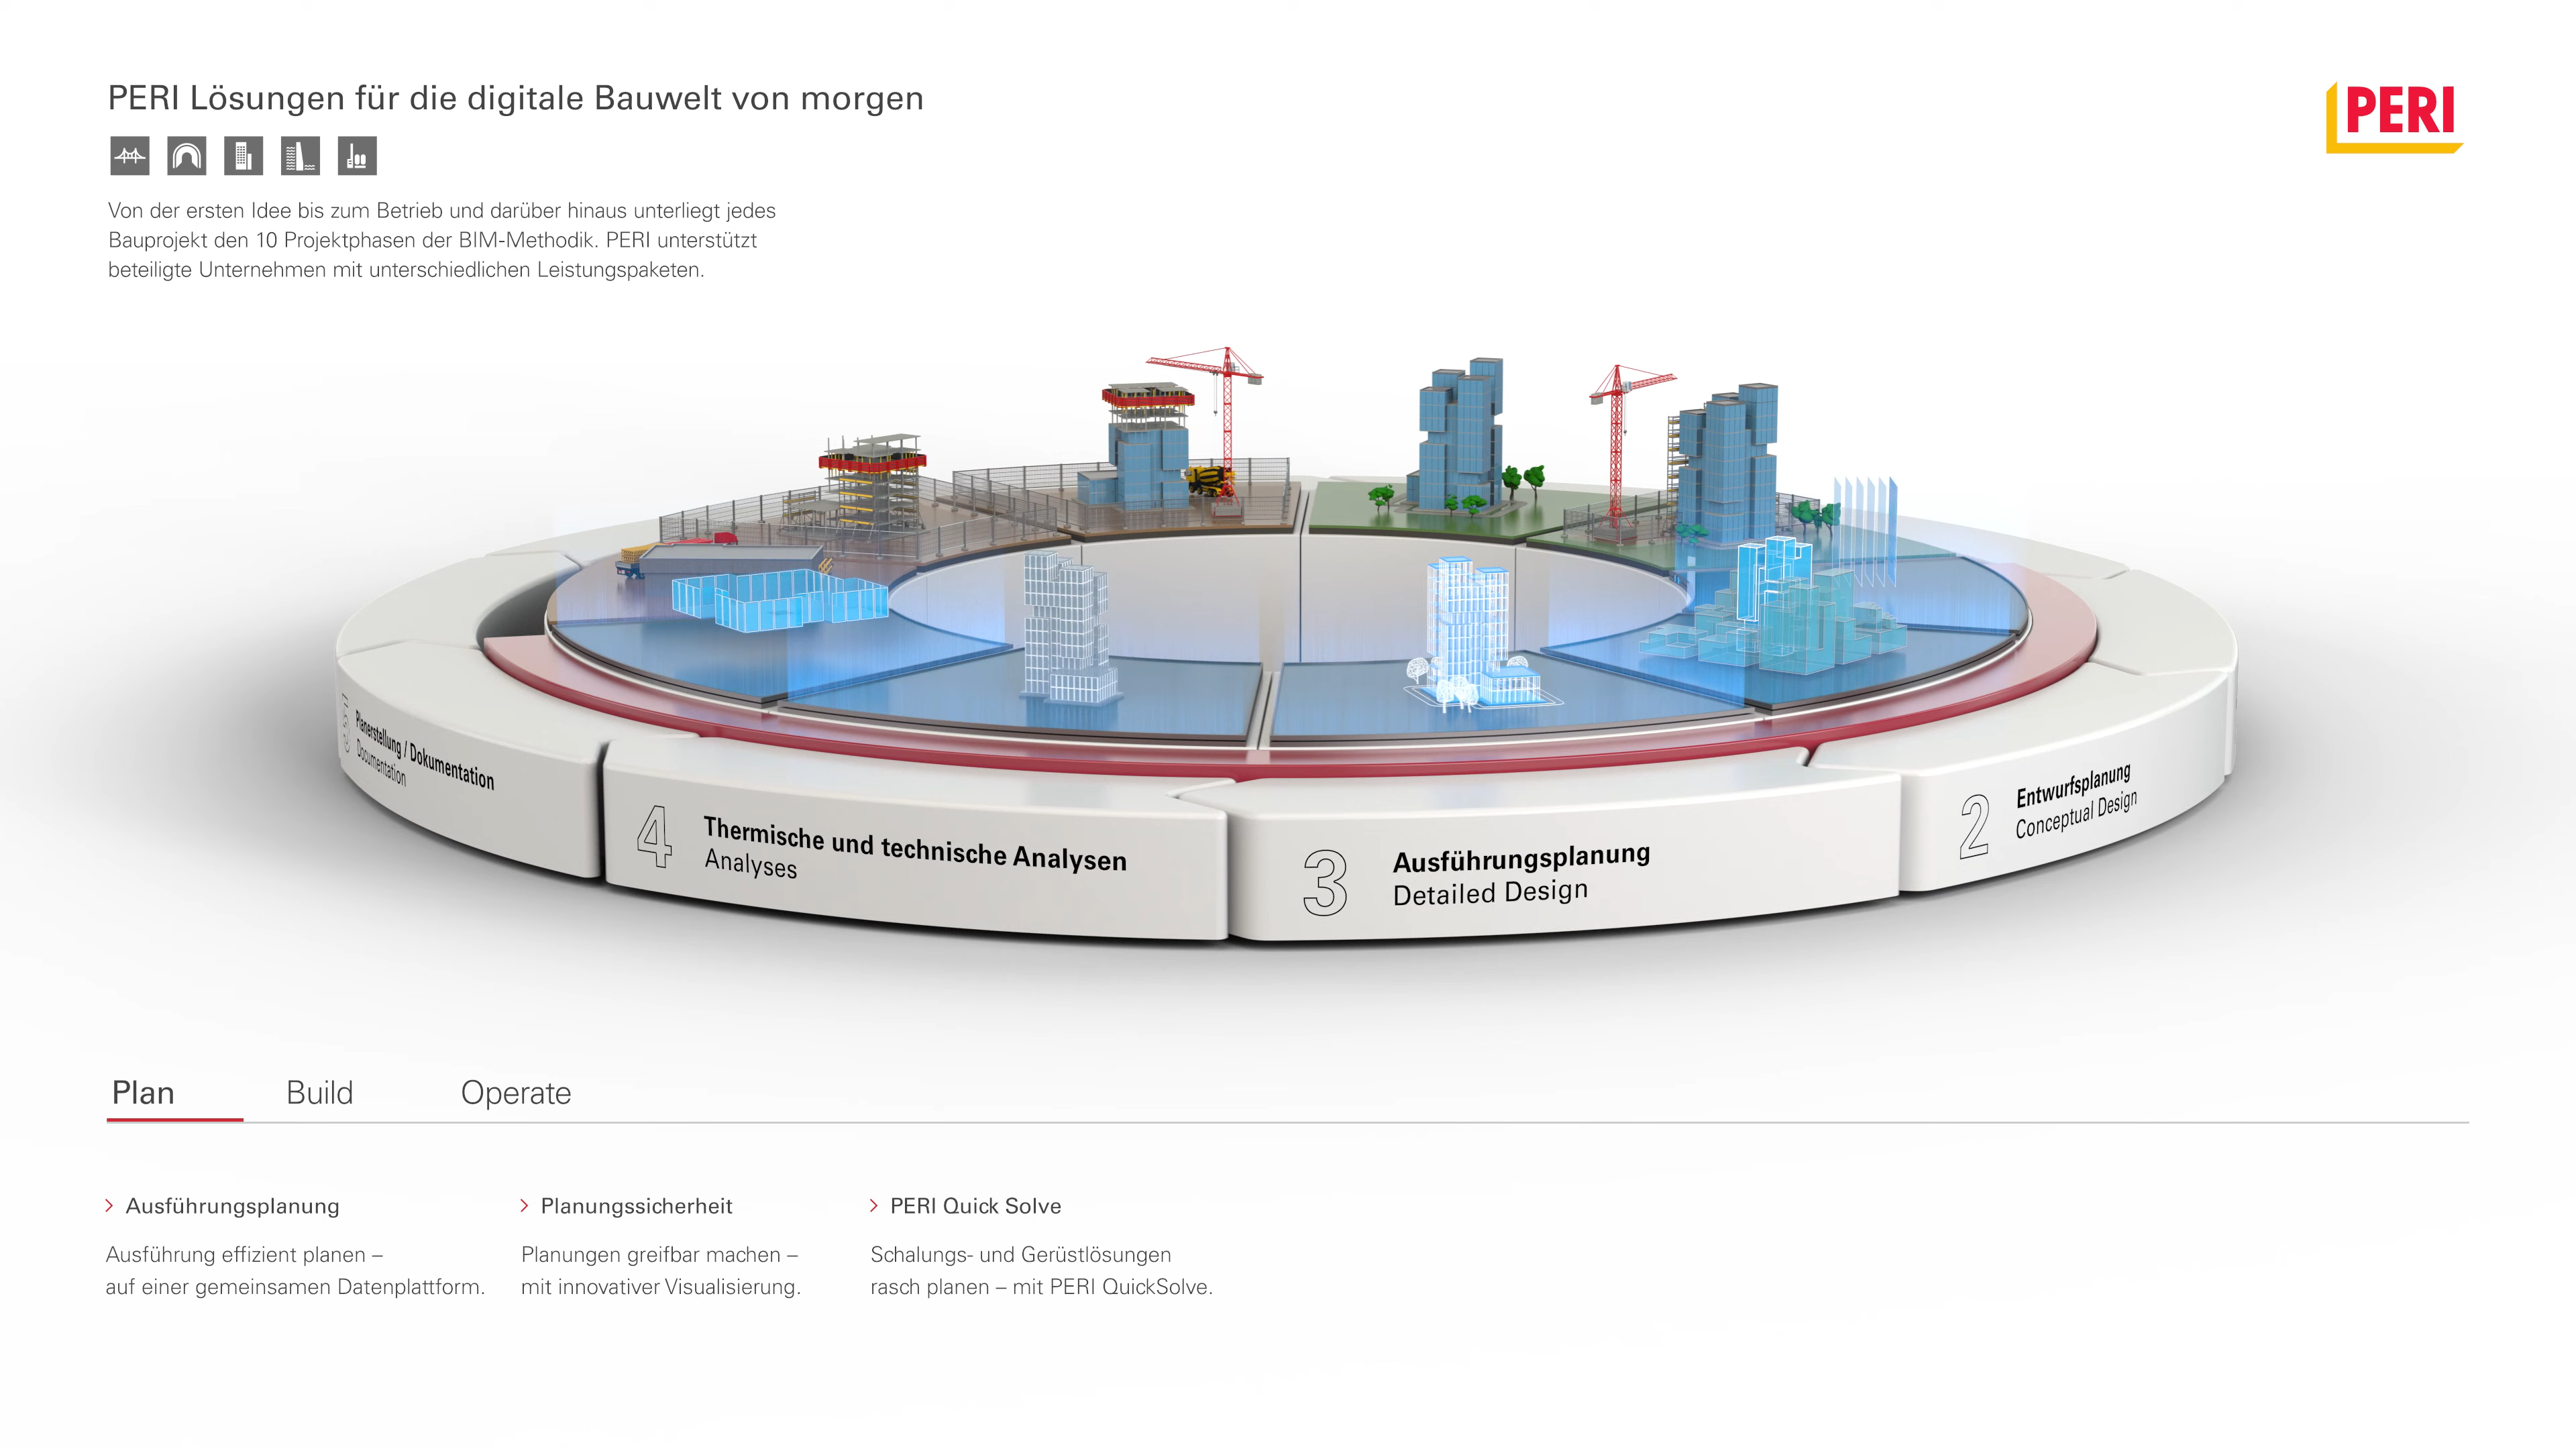 PERI Lösungen für die digitale Bauwelt von morgen
PERI
Von der ersten Idee bis zum Betrieb und darüber hinaus unterliegt jedes
Bauprojekt den 10 Projektphasen der BIM-Methodik. PERI unterstützt
beteiligte Unternehmen mit unterschiedlichen Leistungspaketen.
Planerstellung / Dokumentation
Documentation
4
Thermische und technische Analysen
Analyses
3
Ausführungsplanung
Detailed Design
2
Entwurfsplanung
Conceptual Design
Plan
Build
Operate
Ausführungsplanung
Ausführung effizient planen –
auf einer gemeinsamen Datenplattform.
Planungssicherheit
Planungen greifbar machen –
mit innovativer Visualisierung.
PERI Quick Solve
Schalungs- und Gerüstlösungen
rasch planen – mit PERI QuickSolve.